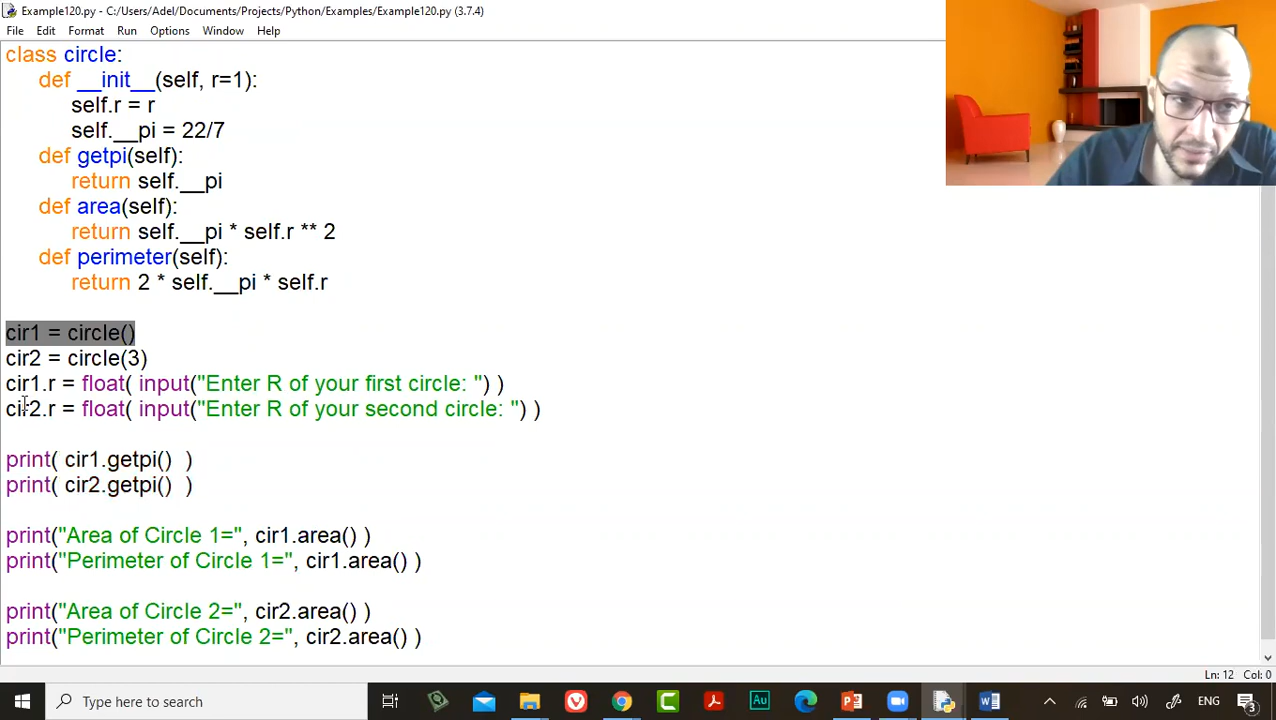 Example120.py - C:/Users/Adel/Documents/Projects/Python/Examples/Example120.py (3.7.4)
File Edit Format Run Options Window Help
class circle:
def __init__(self, r=1):
self.r = r
self.__pi = 22/7
def getpi(self):
return self.__pi
def area(self):
return self.__pi * self.r ** 2
def perimeter(self):
return 2 * self.__pi * self.r
cir1 = circle()
cir2 = circle(3)
cir1.r = float( input("Enter R of your first circle: ") )
cir2.r = float( input("Enter R of your second circle: ") )
print( cir1.getpi() )
print( cir2.getpi() )
print("Area of Circle 1=", cir1.area() )
print("Perimeter of Circle 1=", cir1.area() )
print("Area of Circle 2=", cir2.area() )
print("Perimeter of Circle 2=", cir2.area() )
Ln: 12 Col: 0
Type here to search
Au
ENG
3